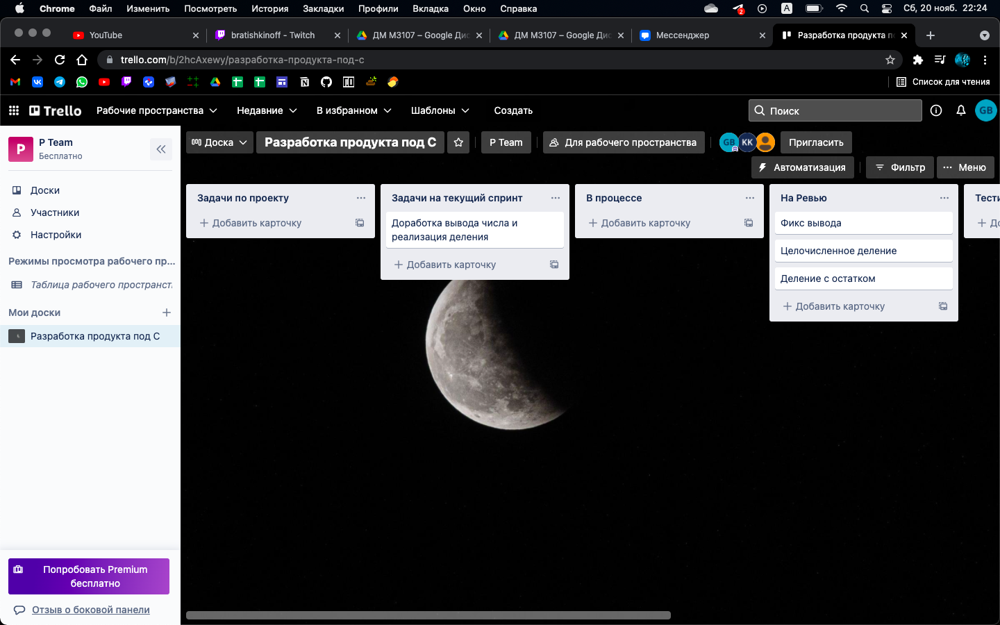 Chrome Файл Изменить Посмотреть История Закладки Профили Вкладка Окно Справка
2 A Сб, 20 нояб. 22:24
YouTube
bratishkinoff - Twitch
ДМ M3107 – Google Дис
ДМ M3107 – Google Дис
Мессенджер
Разработка продукта п
trello.com/b/2hcAxewy/разработка-продукта-под-с
Список для чтения
Trello Рабочие пространства Недавние В избранном Шаблоны Создать
Поиск
GB
P
P Team
Бесплатно
Доска Разработка продукта под С P Team Для рабочего пространства GB KK Пригласить
Автоматизация Фильтр Меню
Доски
Участники
Настройки
Режимы просмотра рабочего пр...
Таблица рабочего пространст
Мои доски
Разработка продукта под С
Задачи по проекту
Добавить карточку
Задачи на текущий спринт
Доработка вывода числа и
реализация деления
Добавить карточку
В процессе
Добавить карточку
На Ревью
Фикс вывода
Целочисленное деление
Деление с остатком
Добавить карточку
Тести
До
Попробовать Premium
бесплатно
Отзыв о боковой панели